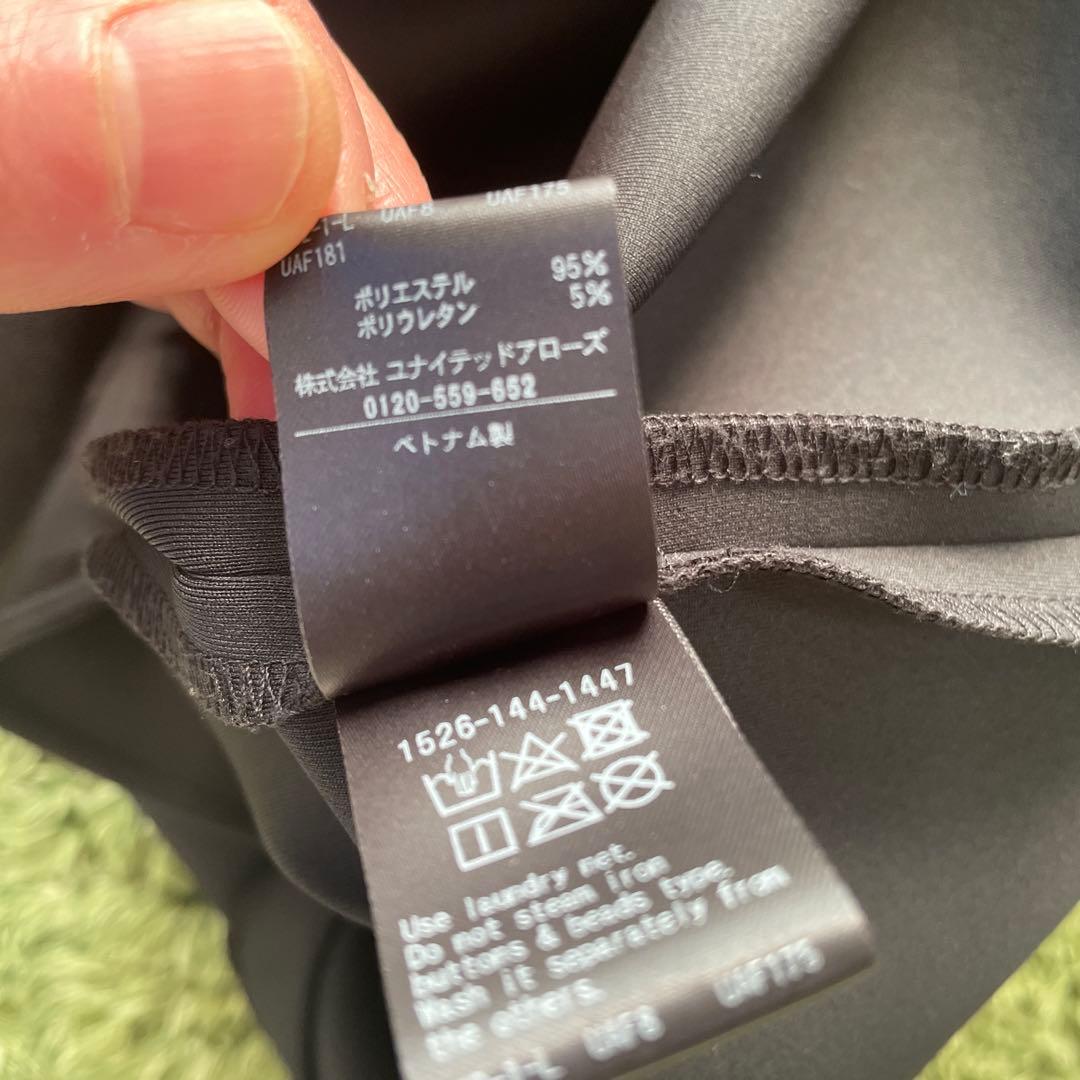 UAF8 UAF175
UAF181
ポリエステル 95%
ポリウレタン 5%
株式会社 ユナイテッドアローズ
0120-559-652
ベトナム製
1526-144-1447
Use laundry net.
Do not steam iron
buttons & beads type.
Wash it separately from
the others.
UAF8 UAF175